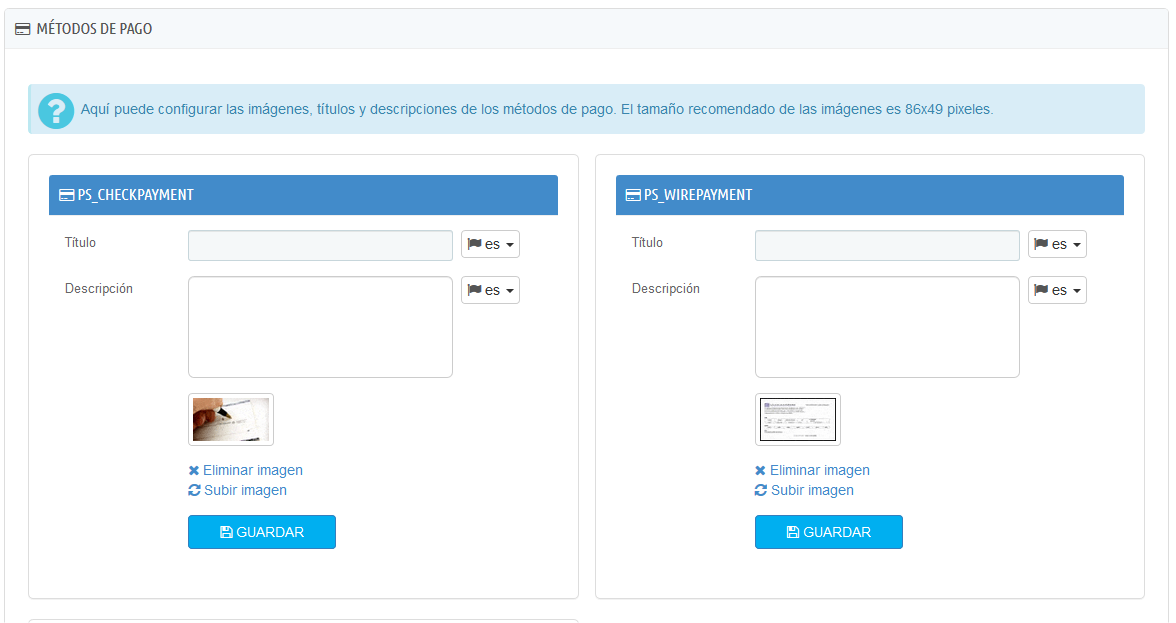 MÉTODOS DE PAGO
Aquí puede configurar las imágenes, títulos y descripciones de los métodos de pago. El tamaño recomendado de las imágenes es 86x49 pixeles.
PS_CHECKPAYMENT
Título
es
Descripción
es
Eliminar imagen
Subir imagen
GUARDAR
PS_WIREPAYMENT
Título
es
Descripción
es
Eliminar imagen
Subir imagen
GUARDAR